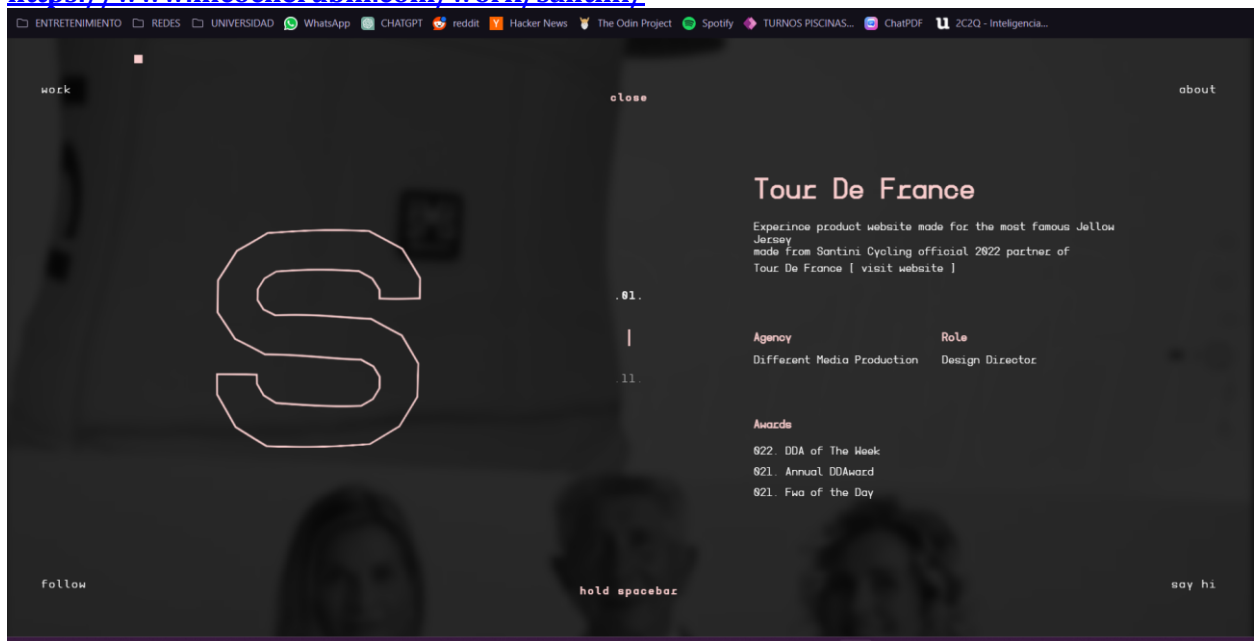 ENTRETENIMIENTO REDES UNIVERSIDAD WhatsApp CHATGPT reddit Hacker News The Odin Project Spotify TURNOS PISCINAS... ChatPDF 2C2Q - Inteligencia...
work
close
about
Tour De France
Experince product website made for the most famous Jellow
Jersey
made from Santini Cycling official 2022 partner of
Tour De France [ visit website ]
S
.01.
.11.
Agency Role
Different Media Production Design Director
Awards
022. DDA of The Week
021. Annual DDAward
021. Fwa of the Day
follow
hold spacebar
say hi